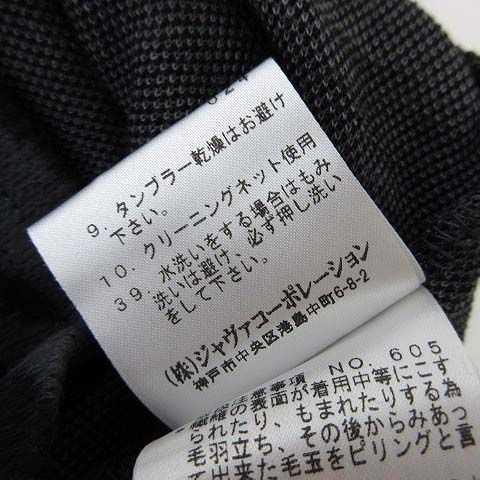 9. タンブラー乾燥はお避け
下さい。
10. クリーニングネット使用
39. 水洗いをする場合はもみ
洗いは避け、必ず押し洗い
をして下さい。
(株)ジャヴァコーポレーション
神戸市中央区港島中町6-8-2
注意事項 NO. 605
繊維の表面が着用中等にこす
られたり、もまれたりする為
毛羽立ち、その後からみあっ
て出来た毛玉をピリングと言